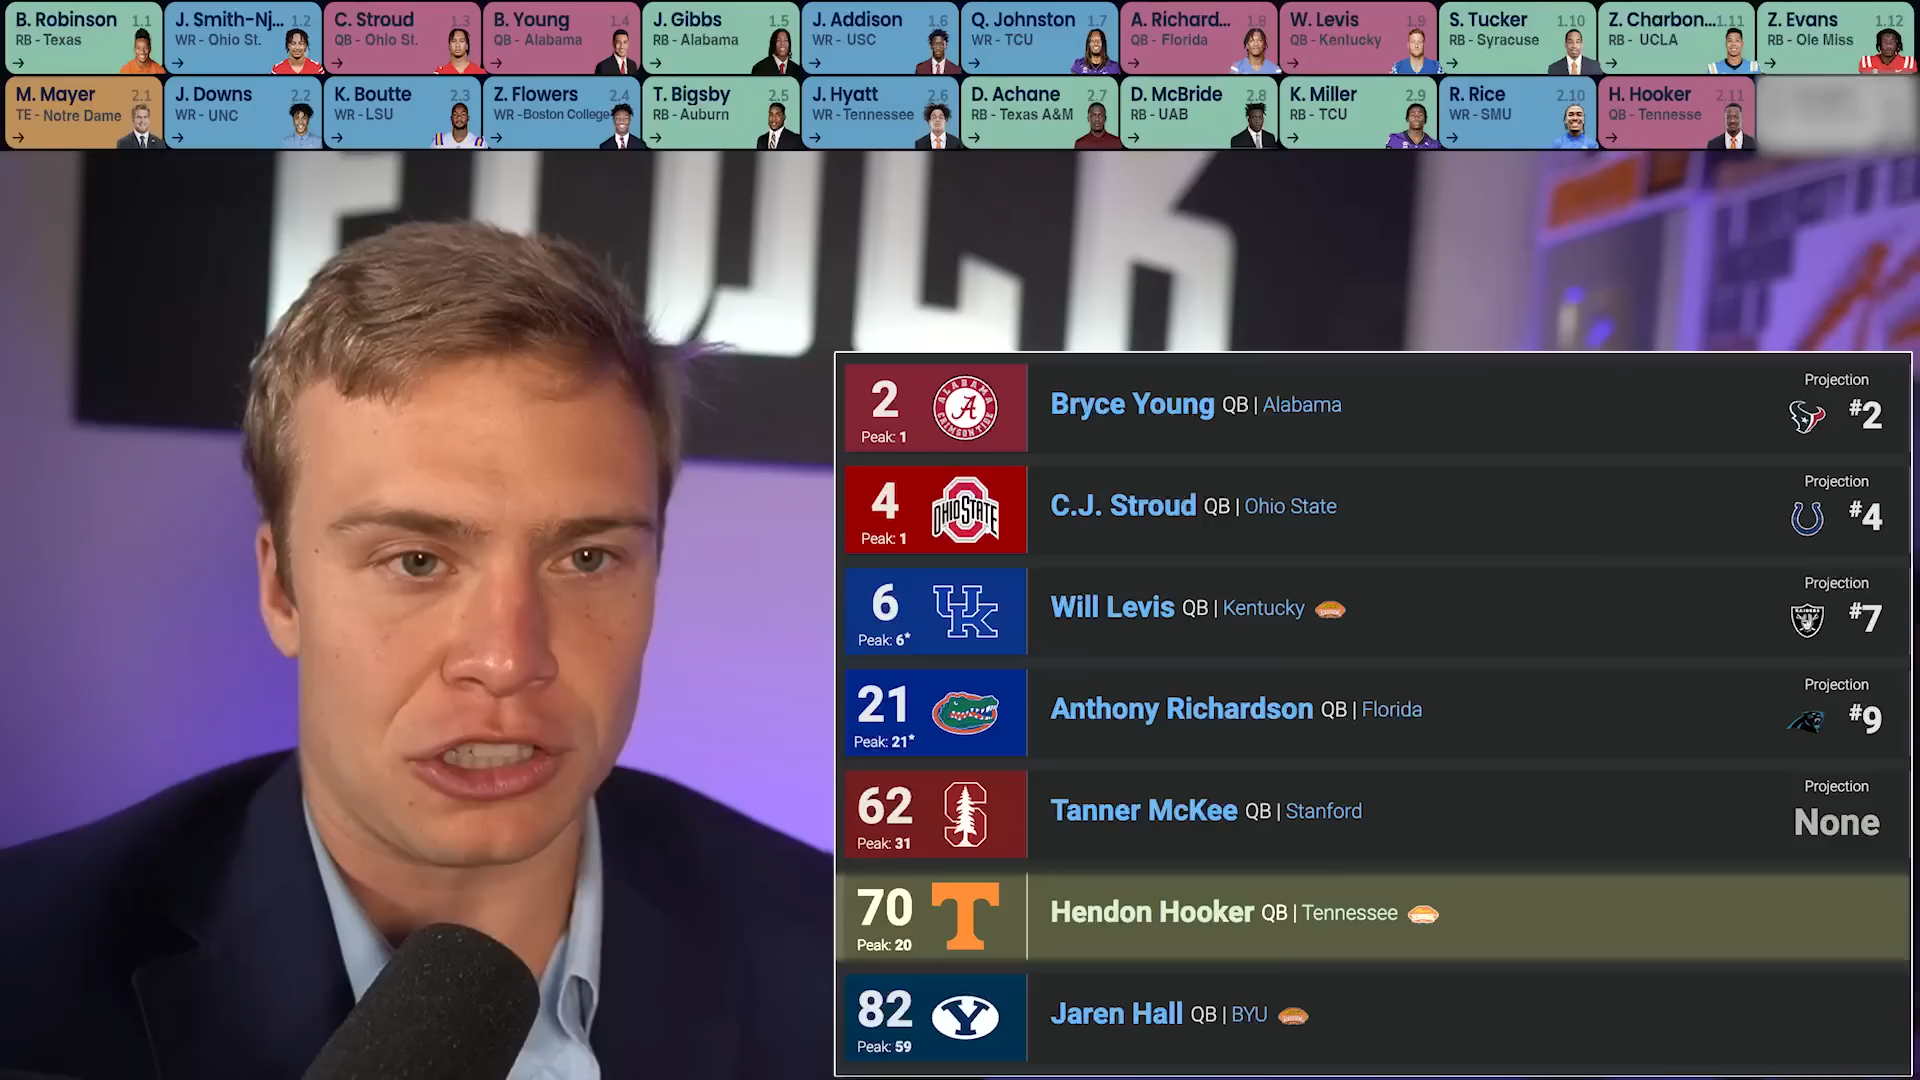 B. Robinson 1.1
RB - Texas
J. Smith-Nj... 1.2
WR - Ohio St.
C. Stroud 1.3
QB - Ohio St.
B. Young 1.4
QB - Alabama
J. Gibbs 1.5
RB - Alabama
J. Addison 1.6
WR - USC
Q. Johnston 1.7
WR - TCU
A. Richard... 1.8
QB - Florida
W. Levis 1.9
QB - Kentucky
S. Tucker 1.10
RB - Syracuse
Z. Charbon... 1.11
RB - UCLA
Z. Evans 1.12
RB - Ole Miss
M. Mayer 2.1
TE - Notre Dame
J. Downs 2.2
WR - UNC
K. Boutte 2.3
WR - LSU
Z. Flowers 2.4
WR - Boston College
T. Bigsby 2.5
RB - Auburn
J. Hyatt 2.6
WR - Tennessee
D. Achane 2.7
RB - Texas A&M
D. McBride 2.8
RB - UAB
K. Miller 2.9
RB - TCU
R. Rice 2.10
WR - SMU
H. Hooker 2.11
QB - Tennesse
FLOCK
2
Peak: 1
ALABAMA
A
CRIMSON TIDE
Bryce Young QB | Alabama
Projection
#2
4
Peak: 1
OHIO STATE
C.J. Stroud QB | Ohio State
Projection
#4
6
Peak: 6*
UK
Will Levis QB | Kentucky
Projection
RAIDERS
#7
21
Peak: 21*
Anthony Richardson QB | Florida
Projection
#9
62
Peak: 31
S
Tanner McKee QB | Stanford
Projection
None
70
Peak: 20
T
Hendon Hooker QB | Tennessee
82
Peak: 59
Y
Jaren Hall QB | BYU